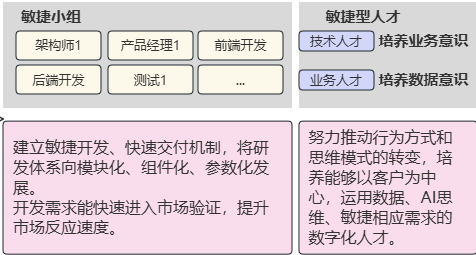 敏捷小组
架构师1
产品经理1
前端开发
后端开发
测试1
...
建立敏捷开发、快速交付机制，将研
发体系向模块化、组件化、参数化发
展。
开发需求能快速进入市场验证，提升
市场反应速度。
敏捷型人才
技术人才 培养业务意识
业务人才 培养数据意识
努力推动行为方式和
思维模式的转变，培
养能够以客户为中
心，运用数据、AI思
维、敏捷相应需求的
数字化人才。